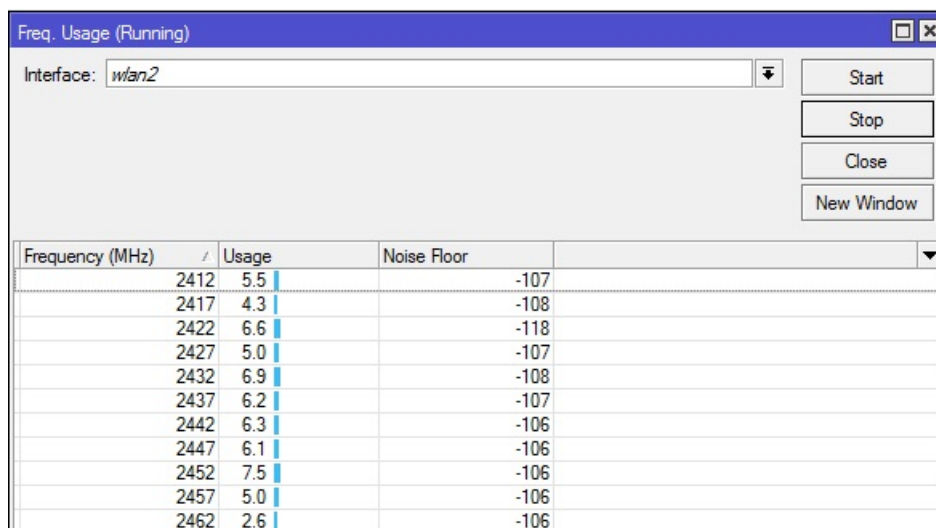 Freq. Usage (Running)
Interface: wlan2
Start
Stop
Close
New Window
Frequency (MHz) Usage Noise Floor
2412 5.5 -107
2417 4.3 -108
2422 6.6 -118
2427 5.0 -107
2432 6.9 -108
2437 6.2 -107
2442 6.3 -106
2447 6.1 -106
2452 7.5 -106
2457 5.0 -106
2462 2.6 -106